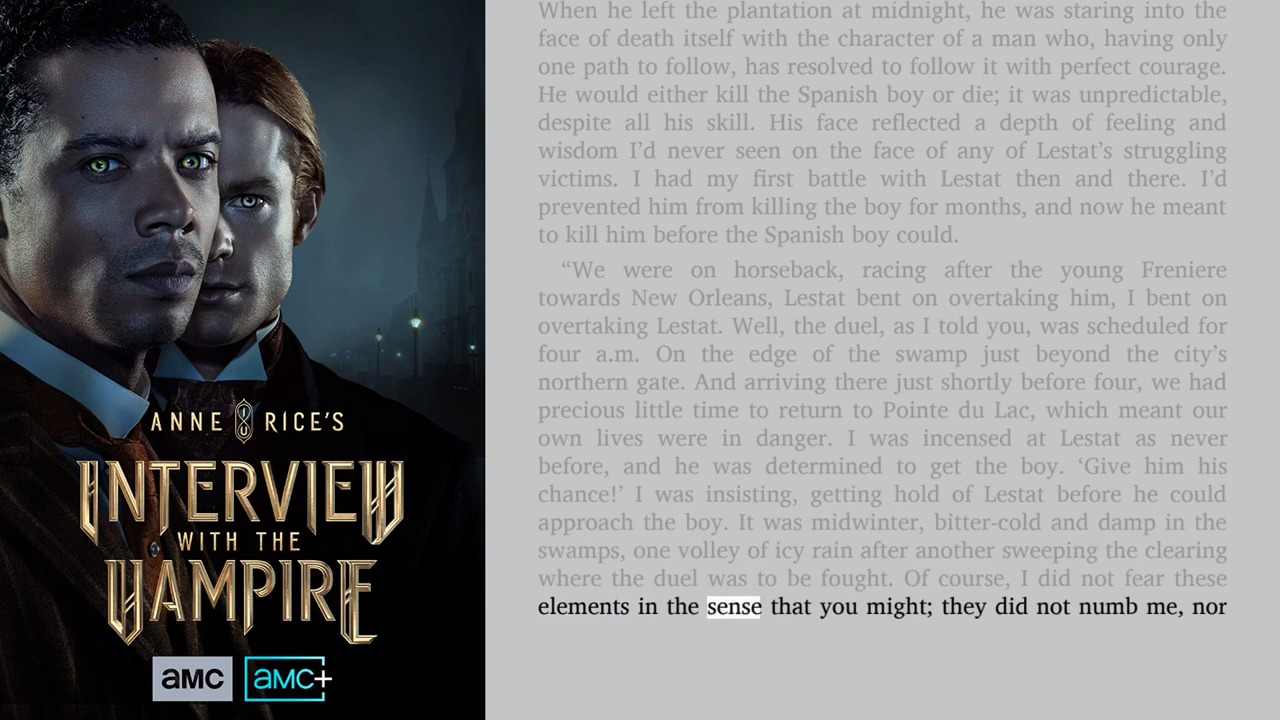 ANNE RICE'S
INTERVIEW
WITH THE
VAMPIRE
aMC
aMC+
When he left the plantation at midnight, he was staring into the
face of death itself with the character of a man who, having only
one path to follow, has resolved to follow it with perfect courage.
He would either kill the Spanish boy or die; it was unpredictable,
despite all his skill. His face reflected a depth of feeling and
wisdom I’d never seen on the face of any of Lestat’s struggling
victims. I had my first battle with Lestat then and there. I’d
prevented him from killing the boy for months, and now he meant
to kill him before the Spanish boy could.
“We were on horseback, racing after the young Freniere
towards New Orleans, Lestat bent on overtaking him, I bent on
overtaking Lestat. Well, the duel, as I told you, was scheduled for
four a.m. On the edge of the swamp just beyond the city’s
northern gate. And arriving there just shortly before four, we had
precious little time to return to Pointe du Lac, which meant our
own lives were in danger. I was incensed at Lestat as never
before, and he was determined to get the boy. ‘Give him his
chance!’ I was insisting, getting hold of Lestat before he could
approach the boy. It was midwinter, bitter-cold and damp in the
swamps, one volley of icy rain after another sweeping the clearing
where the duel was to be fought. Of course, I did not fear these
elements in the sense that you might; they did not numb me, nor